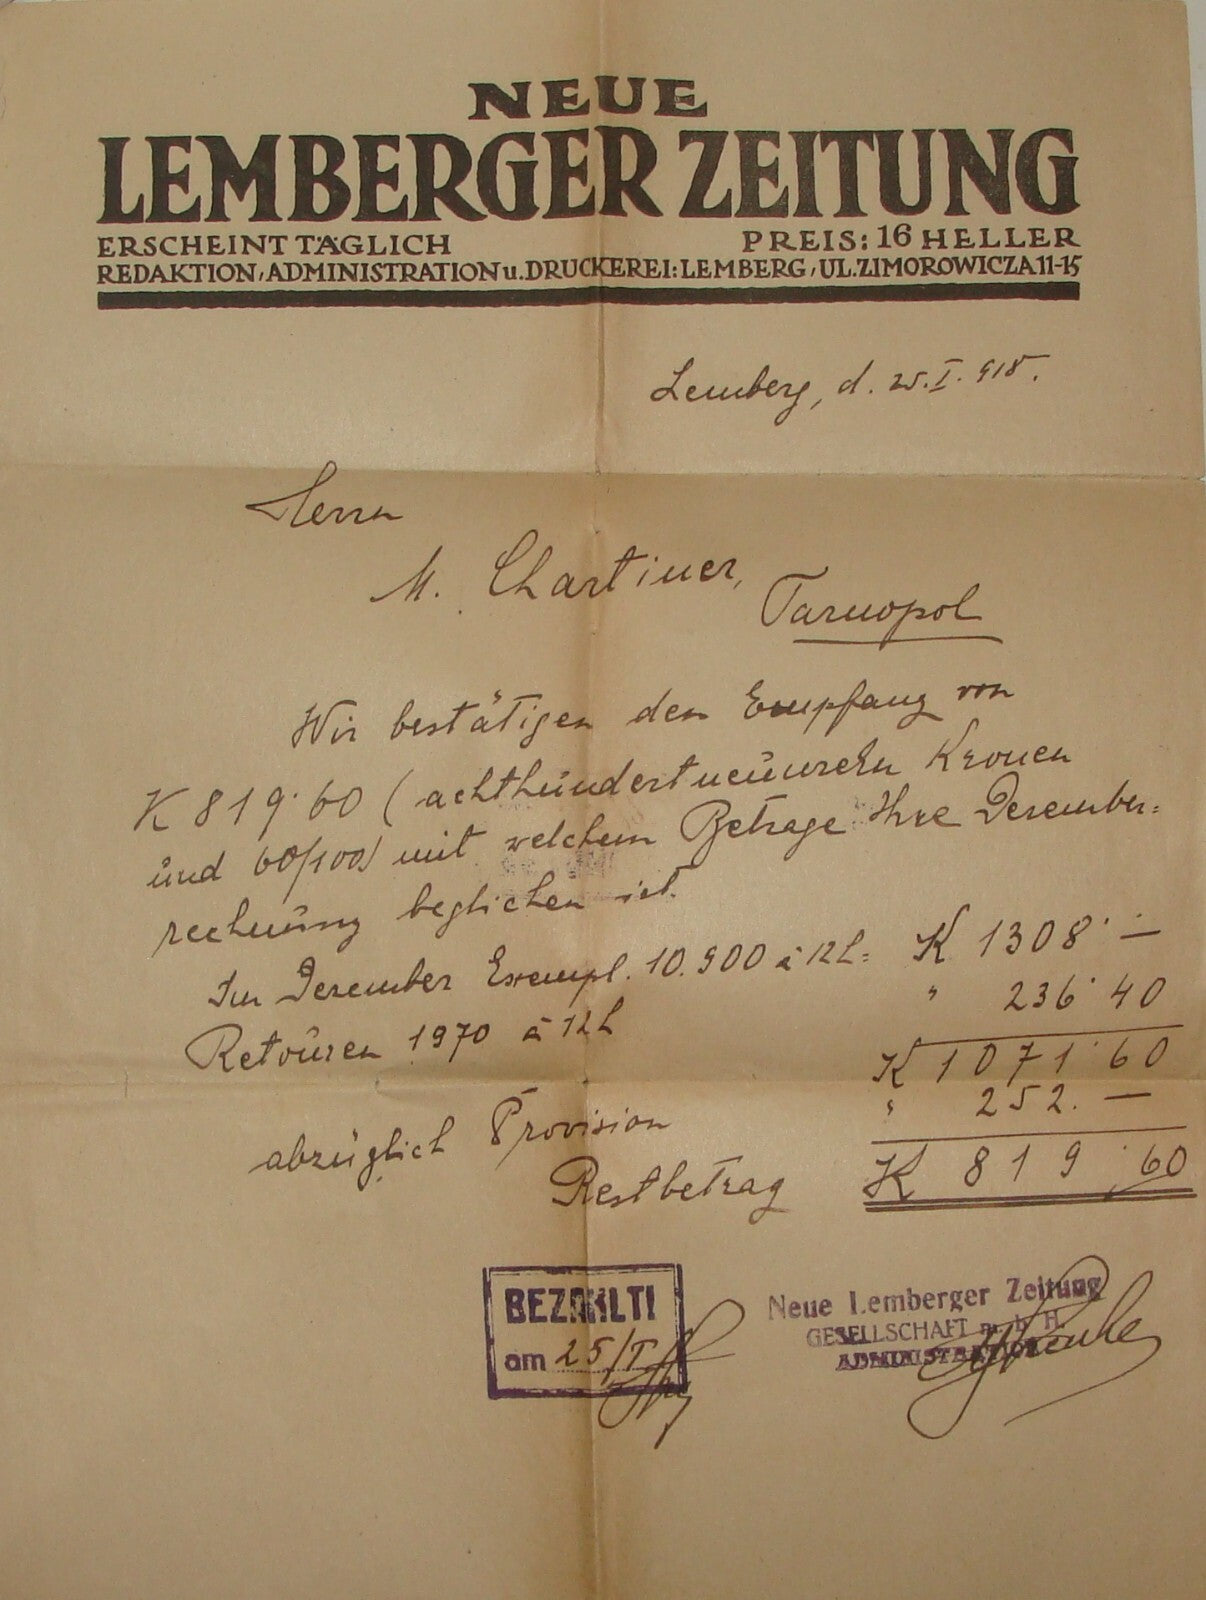 NEUE
LEMBERGER ZEITUNG
ERSCHEINT TÄGLICH PREIS: 16 HELLER
REDAKTION, ADMINISTRATION u. DRUCKEREI: LEMBERG, UL. ZIMOROWICZA 11-15
Lemberg, d. 25. I. 918.
Herrn
M. Chartiner,
Tarnopol
Wir bestätigen den Empfang von
K 819·60 (achthundertneunzehn Kronen
und 60/100) mit welchem Betrage Ihre Dezember-
rechnung beglichen ist.
Im Dezember Exempl. 10.900 à 12h = K 1308·—
Retouren 1970 à 12h " 236·40
K 1071·60
abzüglich Provision " 252.—
Restbetrag K 819·60
BEZAHLT!
am 25/I
Neue Lemberger Zeitung
GESELLSCHAFT m. b. H.
ADMINISTRATION